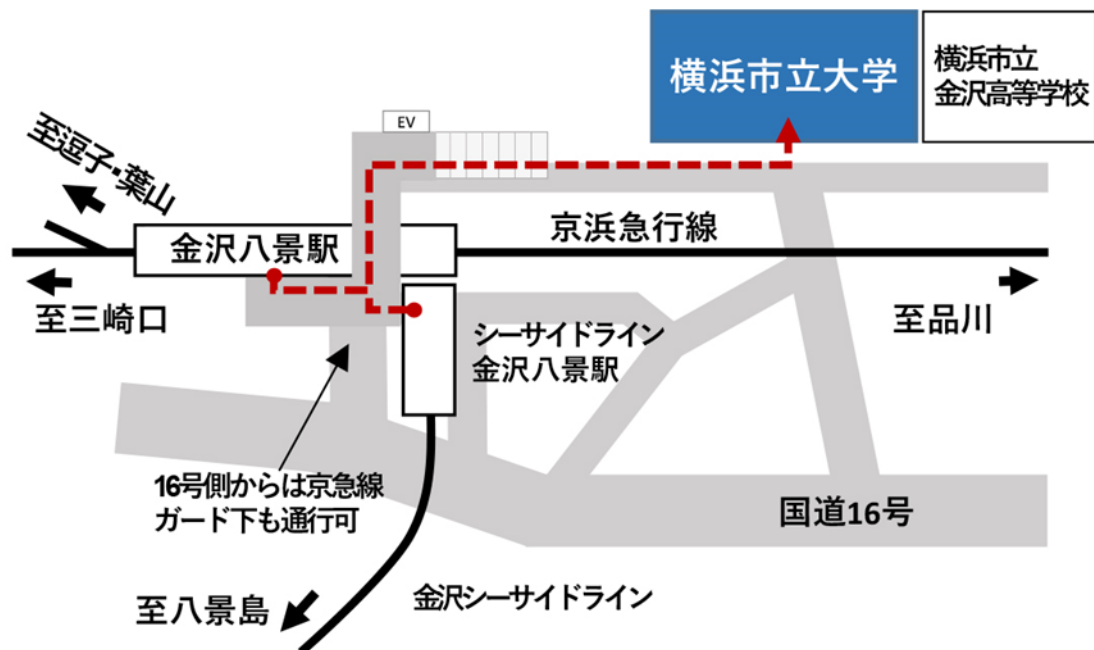 横浜市立大学
横浜市立
金沢高等学校
EV
至逗子・葉山
金沢八景駅
京浜急行線
至三崎口
至品川
シーサイドライン
金沢八景駅
16号側からは京急線
ガード下も通行可
国道16号
至八景島
金沢シーサイドライン